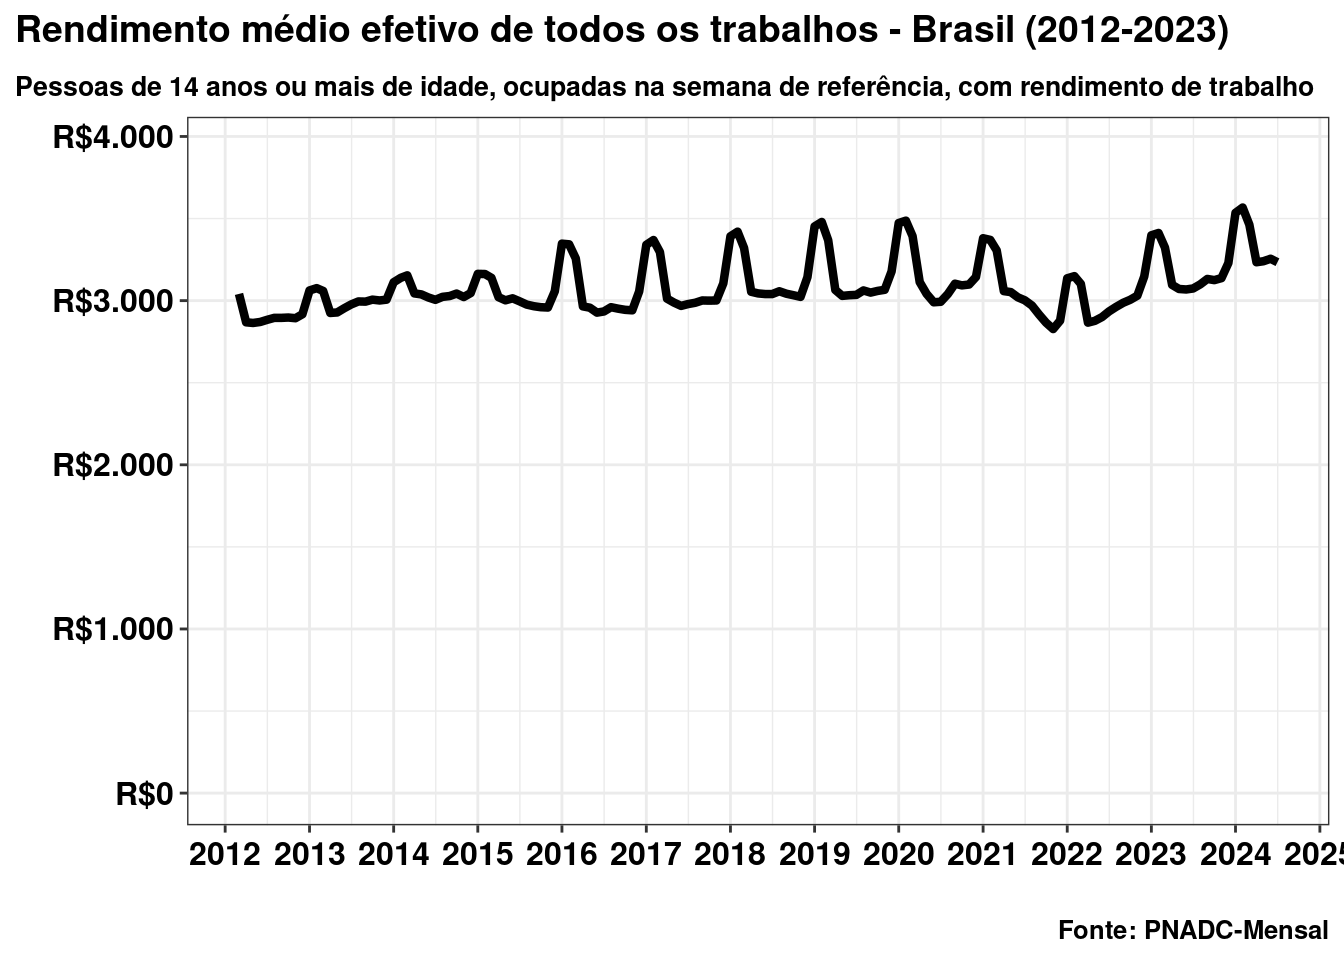 Rendimento médio efetivo de todos os trabalhos - Brasil (2012-2023)
Pessoas de 14 anos ou mais de idade, ocupadas na semana de referência, com rendimento de trabalho
R$4.000
R$3.000
R$2.000
R$1.000
R$0
2012 2013 2014 2015 2016 2017 2018 2019 2020 2021 2022 2023 2024 2025
Fonte: PNADC-Mensal